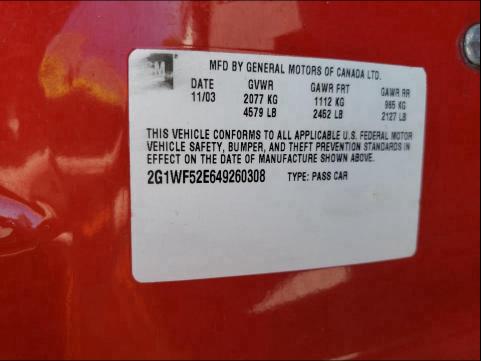 GM MFD BY GENERAL MOTORS OF CANADA LTD.
DATE GVWR GAWR FRT GAWR RR
11/03 2077 KG 1112 KG 965 KG
4579 LB 2452 LB 2127 LB
THIS VEHICLE CONFORMS TO ALL APPLICABLE U.S. FEDERAL MOTOR
VEHICLE SAFETY, BUMPER, AND THEFT PREVENTION STANDARDS IN
EFFECT ON THE DATE OF MANUFACTURE SHOWN ABOVE.
2G1WF52E649260308 TYPE: PASS CAR